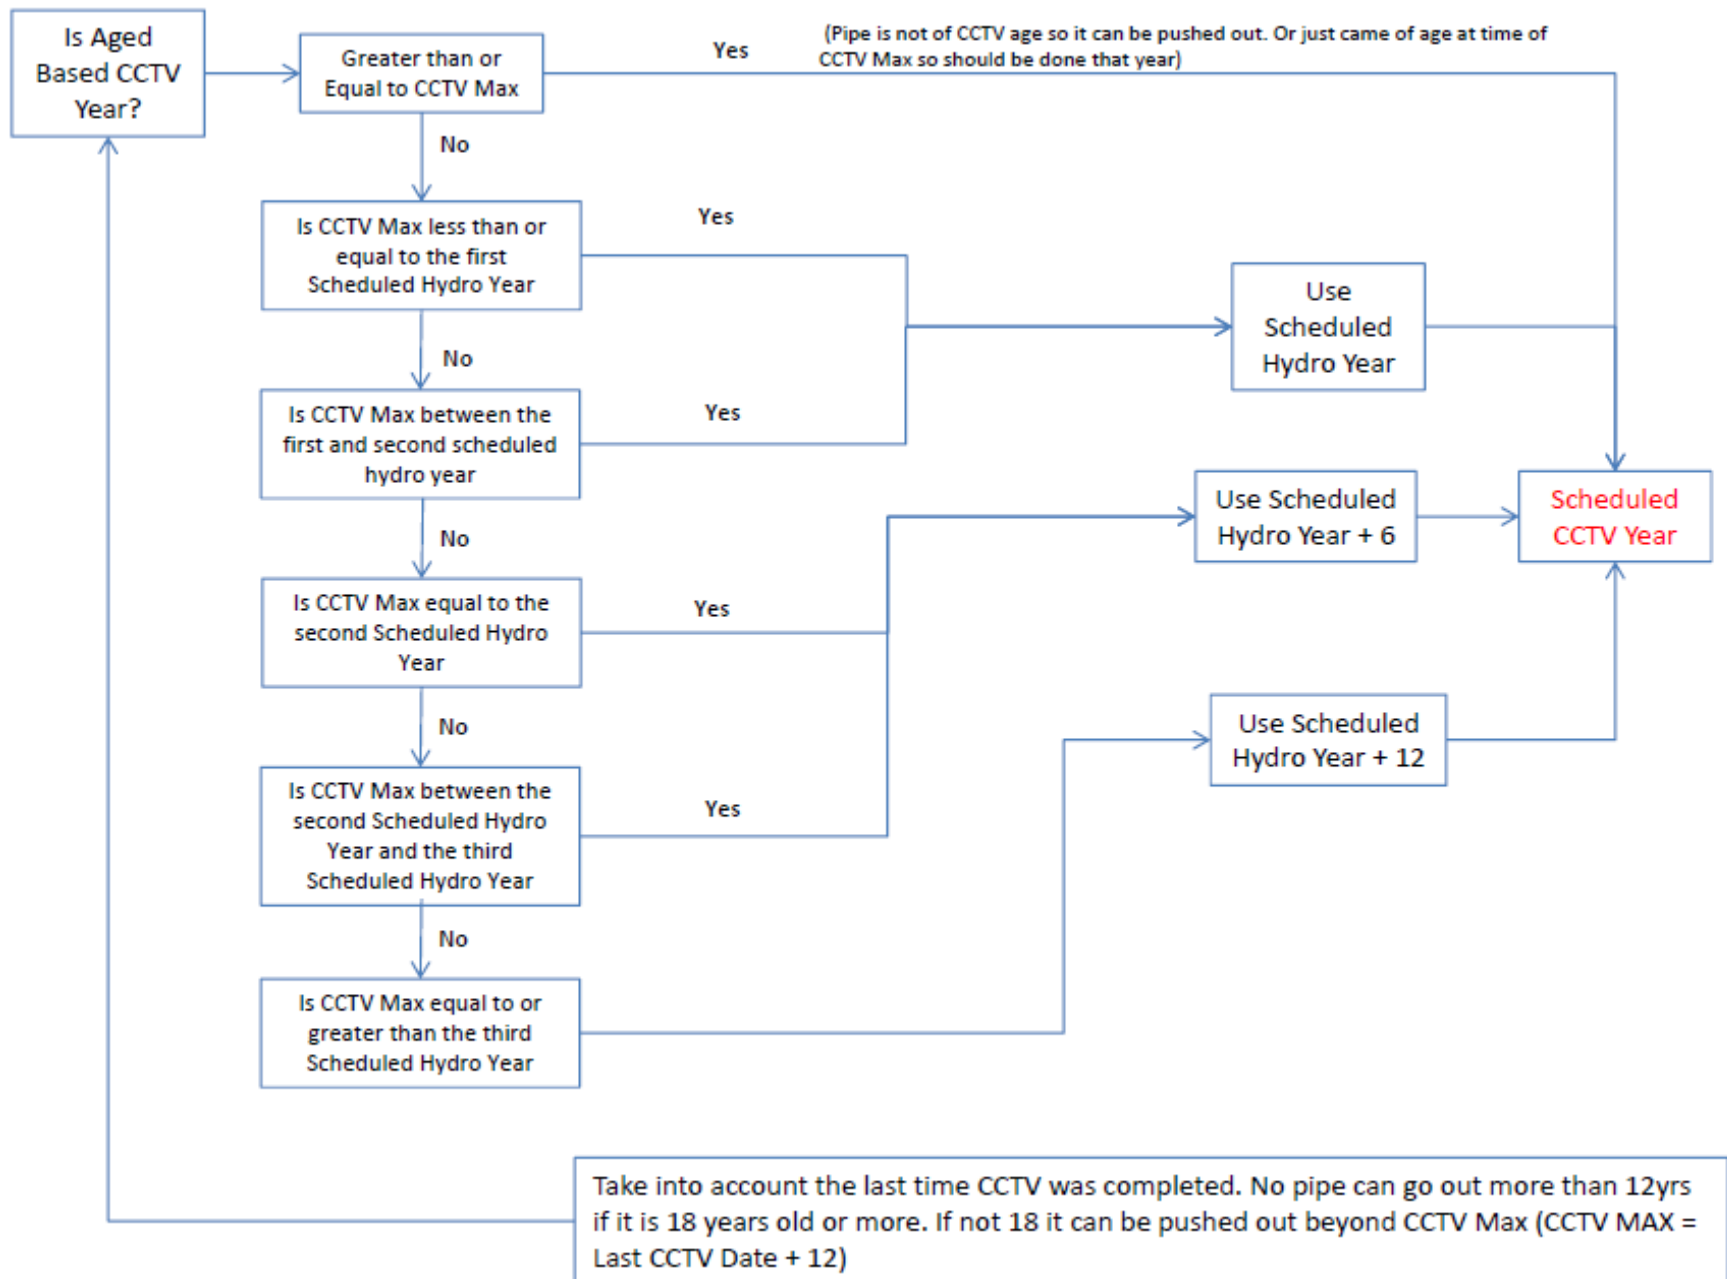 Is Aged
Based CCTV
Year?
Greater than or
Equal to CCTV Max
Yes
(Pipe is not of CCTV age so it can be pushed out. Or just came of age at time of
CCTV Max so should be done that year)
No
Is CCTV Max less than or
equal to the first
Scheduled Hydro Year
Yes
Use
Scheduled
Hydro Year
No
Is CCTV Max between the
first and second scheduled
hydro year
Yes
Use Scheduled
Hydro Year + 6
Scheduled
CCTV Year
No
Is CCTV Max equal to the
second Scheduled Hydro
Year
Yes
No
Use Scheduled
Hydro Year + 12
Is CCTV Max between the
second Scheduled Hydro
Year and the third
Scheduled Hydro Year
Yes
No
Is CCTV Max equal to or
greater than the third
Scheduled Hydro Year
Take into account the last time CCTV was completed. No pipe can go out more than 12yrs
if it is 18 years old or more. If not 18 it can be pushed out beyond CCTV Max (CCTV MAX =
Last CCTV Date + 12)